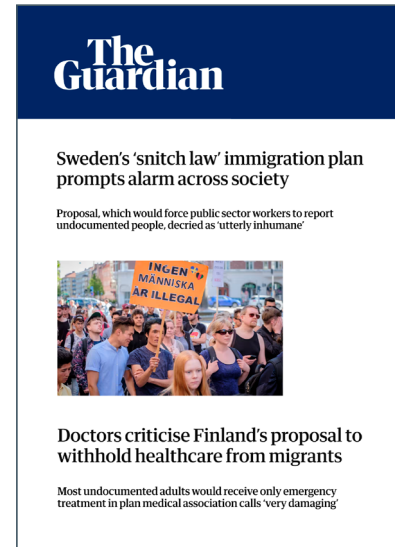 The
Guardian
Sweden's 'snitch law' immigration plan
prompts alarm across society
Proposal, which would force public sector workers to report
undocumented people, decried as 'utterly inhumane'
INGEN
MÄNNISKA
ÄR ILLEGAL
Doctors criticise Finland's proposal to
withhold healthcare from migrants
Most undocumented adults would receive only emergency
treatment in plan medical association calls 'very damaging'